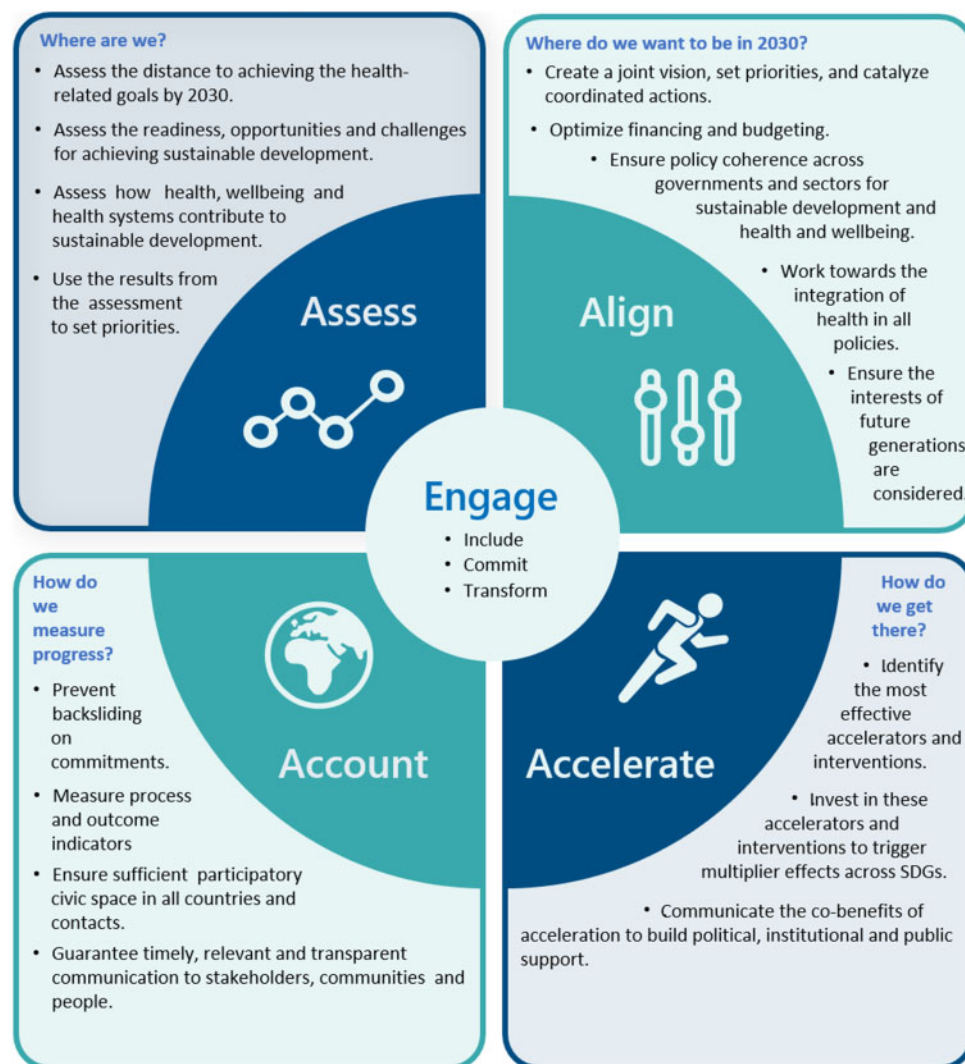 Where are we?
• Assess the distance to achieving the health-
related goals by 2030.
• Assess the readiness, opportunities and challenges
for achieving sustainable development.
• Assess how health, wellbeing and
health systems contribute to
sustainable development.
• Use the results from
the assessment
to set priorities.
Assess
Where do we want to be in 2030?
• Create a joint vision, set priorities, and catalyze
coordinated actions.
• Optimize financing and budgeting.
• Ensure policy coherence across
governments and sectors for
sustainable development and
health and wellbeing.
• Work towards the
integration of
health in all
policies.
• Ensure the
interests of
future
generations
are
considered.
Align
Engage
• Include
• Commit
• Transform
How do
we
measure
progress?
• Prevent
backsliding
on
commitments.
• Measure process
and outcome
indicators
• Ensure sufficient participatory
civic space in all countries and
contacts.
• Guarantee timely, relevant and transparent
communication to stakeholders, communities and
people.
Account
How do
we get
there?
• Identify
the most
effective
accelerators and
interventions.
• Invest in these
accelerators and
interventions to trigger
multiplier effects across SDGs.
• Communicate the co-benefits of
acceleration to build political, institutional and public
support.
Accelerate